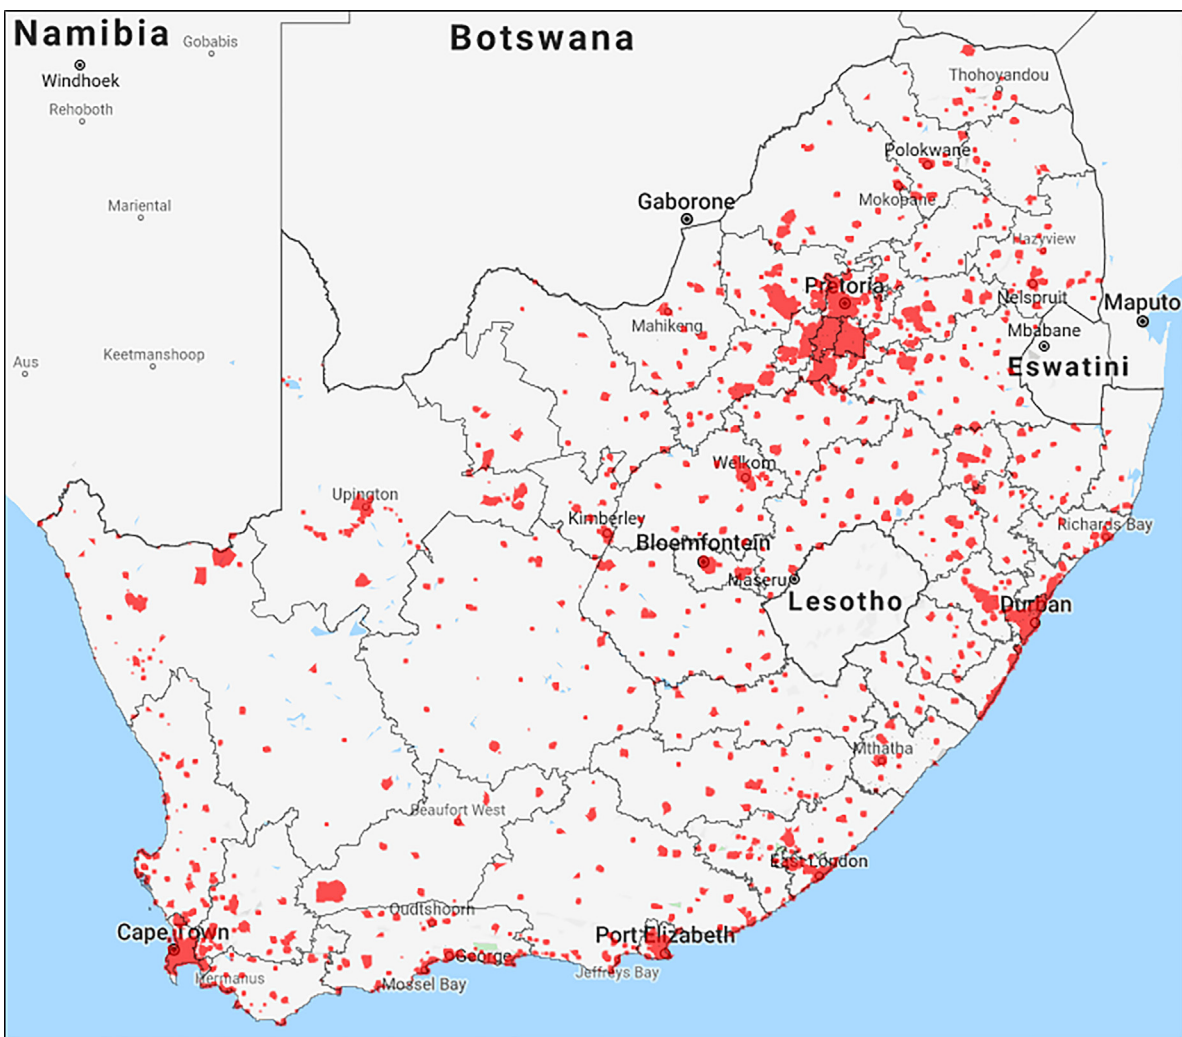 Namibia
Gobabis
Botswana
Windhoek
Rehoboth
Thohoyandou
Polokwane
Mokopane
Mariental
Gaborone
Hazyview
Pretoria
Nelspruit
Maputo
Mahikeng
Mbabane
Aus
Keetmanshoop
Eswatini
Welkom
Upington
Kimberley
Richards Bay
Bloemfontein
Maseru
Lesotho
Durban
Mthatha
Beaufort West
East London
Oudtshoorn
Cape Town
Port Elizabeth
George
Jeffreys Bay
Hermanus
Mossel Bay